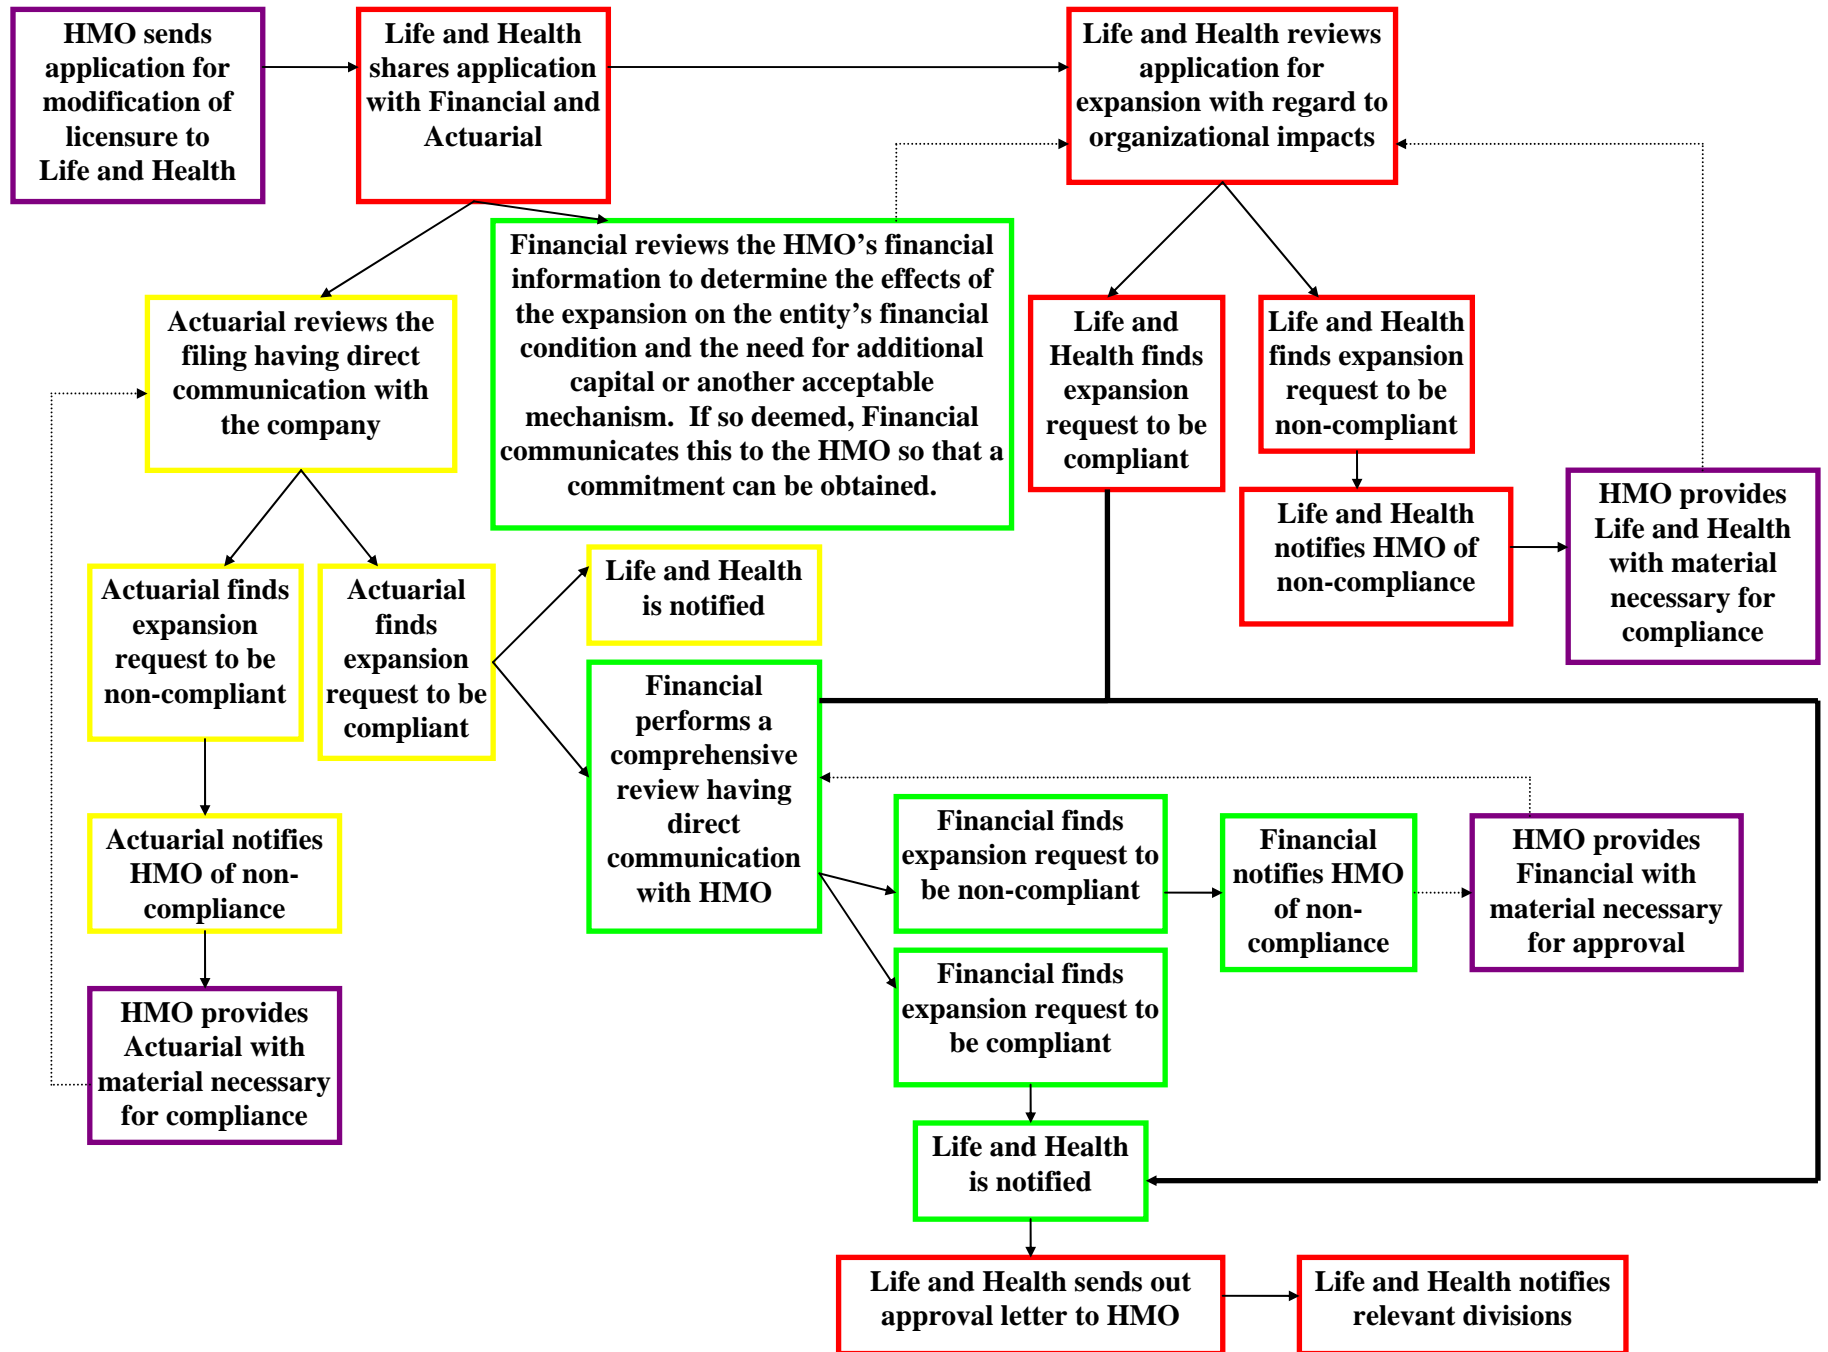 HMO sends
application for
modification of
licensure to
Life and Health
Life and Health
shares application
with Financial and
Actuarial
Life and Health reviews
application for
expansion with regard to
organizational impacts
Financial reviews the HMO’s financial
information to determine the effects of
the expansion on the entity’s financial
condition and the need for additional
capital or another acceptable
mechanism.  If so deemed, Financial
communicates this to the HMO so that a
commitment can be obtained.
Actuarial reviews the
filing having direct
communication with
the company
Life and
Health finds
expansion
request to be
compliant
Life and Health
finds expansion
request to be
non-compliant
Life and Health
notifies HMO of
non-compliance
HMO provides
Life and Health
with material
necessary for
compliance
Actuarial finds
expansion
request to be
non-compliant
Actuarial
finds
expansion
request to be
compliant
Life and Health
is notified
Financial
performs a
comprehensive
review having
direct
communication
with HMO
Actuarial notifies
HMO of non-
compliance
Financial finds
expansion request to
be non-compliant
Financial
notifies HMO
of non-
compliance
HMO provides
Financial with
material necessary
for approval
HMO provides
Actuarial with
material necessary
for compliance
Financial finds
expansion request to
be compliant
Life and Health
is notified
Life and Health sends out
approval letter to HMO
Life and Health notifies
relevant divisions